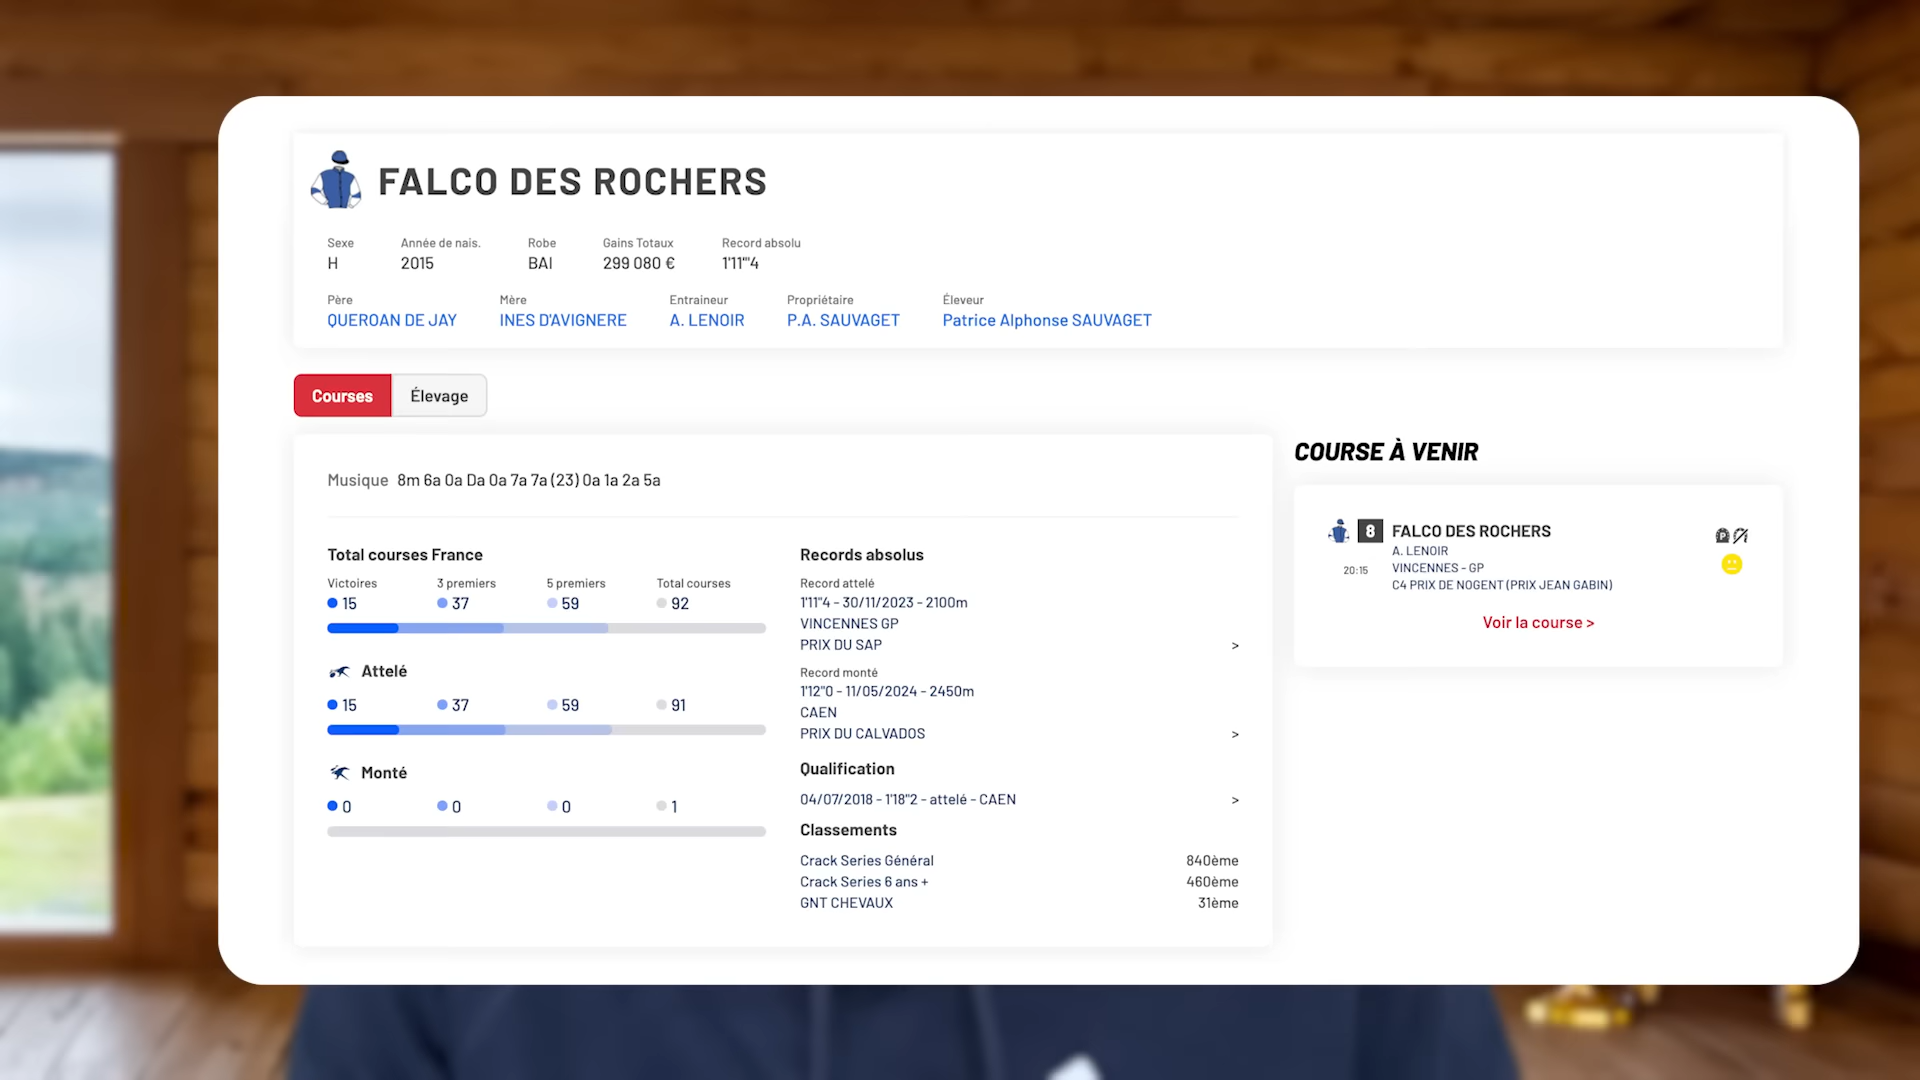 FALCO DES ROCHERS
Sexe Année de nais. Robe Gains Totaux Record absolu
H 2015 BAI 299 080 € 1'11"'4
Père Mère Entraineur Propriétaire Éleveur
QUEROAN DE JAY INES D'AVIGNERE A. LENOIR P.A. SAUVAGET Patrice Alphonse SAUVAGET
Courses Élevage
Musique 8m 6a 0a Da 0a 7a 7a (23) 0a 1a 2a 5a
Total courses France
Victoires 3 premiers 5 premiers Total courses
15 37 59 92
Attelé
15 37 59 91
Monté
0 0 0 1
Records absolus
Record attelé
1'11"4 - 30/11/2023 - 2100m
VINCENNES GP
PRIX DU SAP >
Record monté
1'12"0 - 11/05/2024 - 2450m
CAEN
PRIX DU CALVADOS >
Qualification
04/07/2018 - 1'18"2 - attelé - CAEN >
Classements
Crack Series Général 840ème
Crack Series 6 ans + 460ème
GNT CHEVAUX 31ème
COURSE À VENIR
8 FALCO DES ROCHERS P
A. LENOIR
20:15 VINCENNES - GP
C4 PRIX DE NOGENT (PRIX JEAN GABIN)
Voir la course >